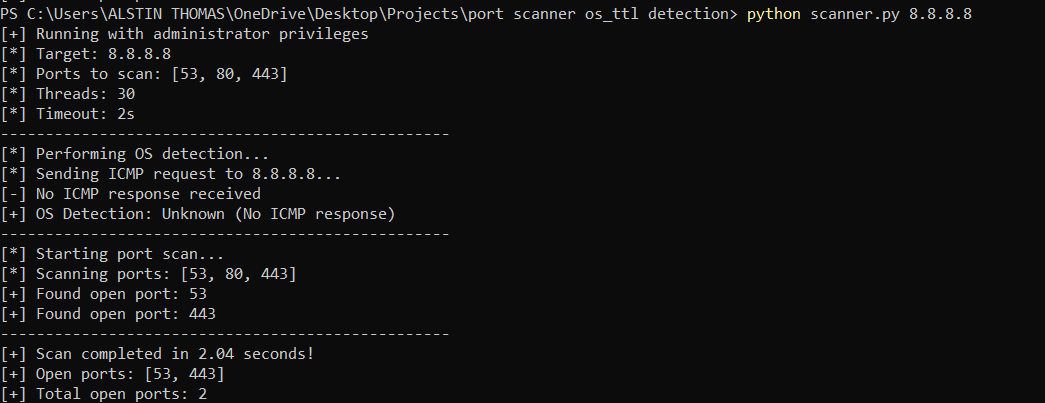 PS C:\Users\ALSTIN THOMAS\OneDrive\Desktop\Projects\port scanner os_ttl detection> python scanner.py 8.8.8.8
[+] Running with administrator privileges
[*] Target: 8.8.8.8
[*] Ports to scan: [53, 80, 443]
[*] Threads: 30
[*] Timeout: 2s
--------------------------------------------------
[*] Performing OS detection...
[*] Sending ICMP request to 8.8.8.8...
[-] No ICMP response received
[+] OS Detection: Unknown (No ICMP response)
--------------------------------------------------
[*] Starting port scan...
[*] Scanning ports: [53, 80, 443]
[+] Found open port: 53
[+] Found open port: 443
--------------------------------------------------
[+] Scan completed in 2.04 seconds!
[+] Open ports: [53, 443]
[+] Total open ports: 2